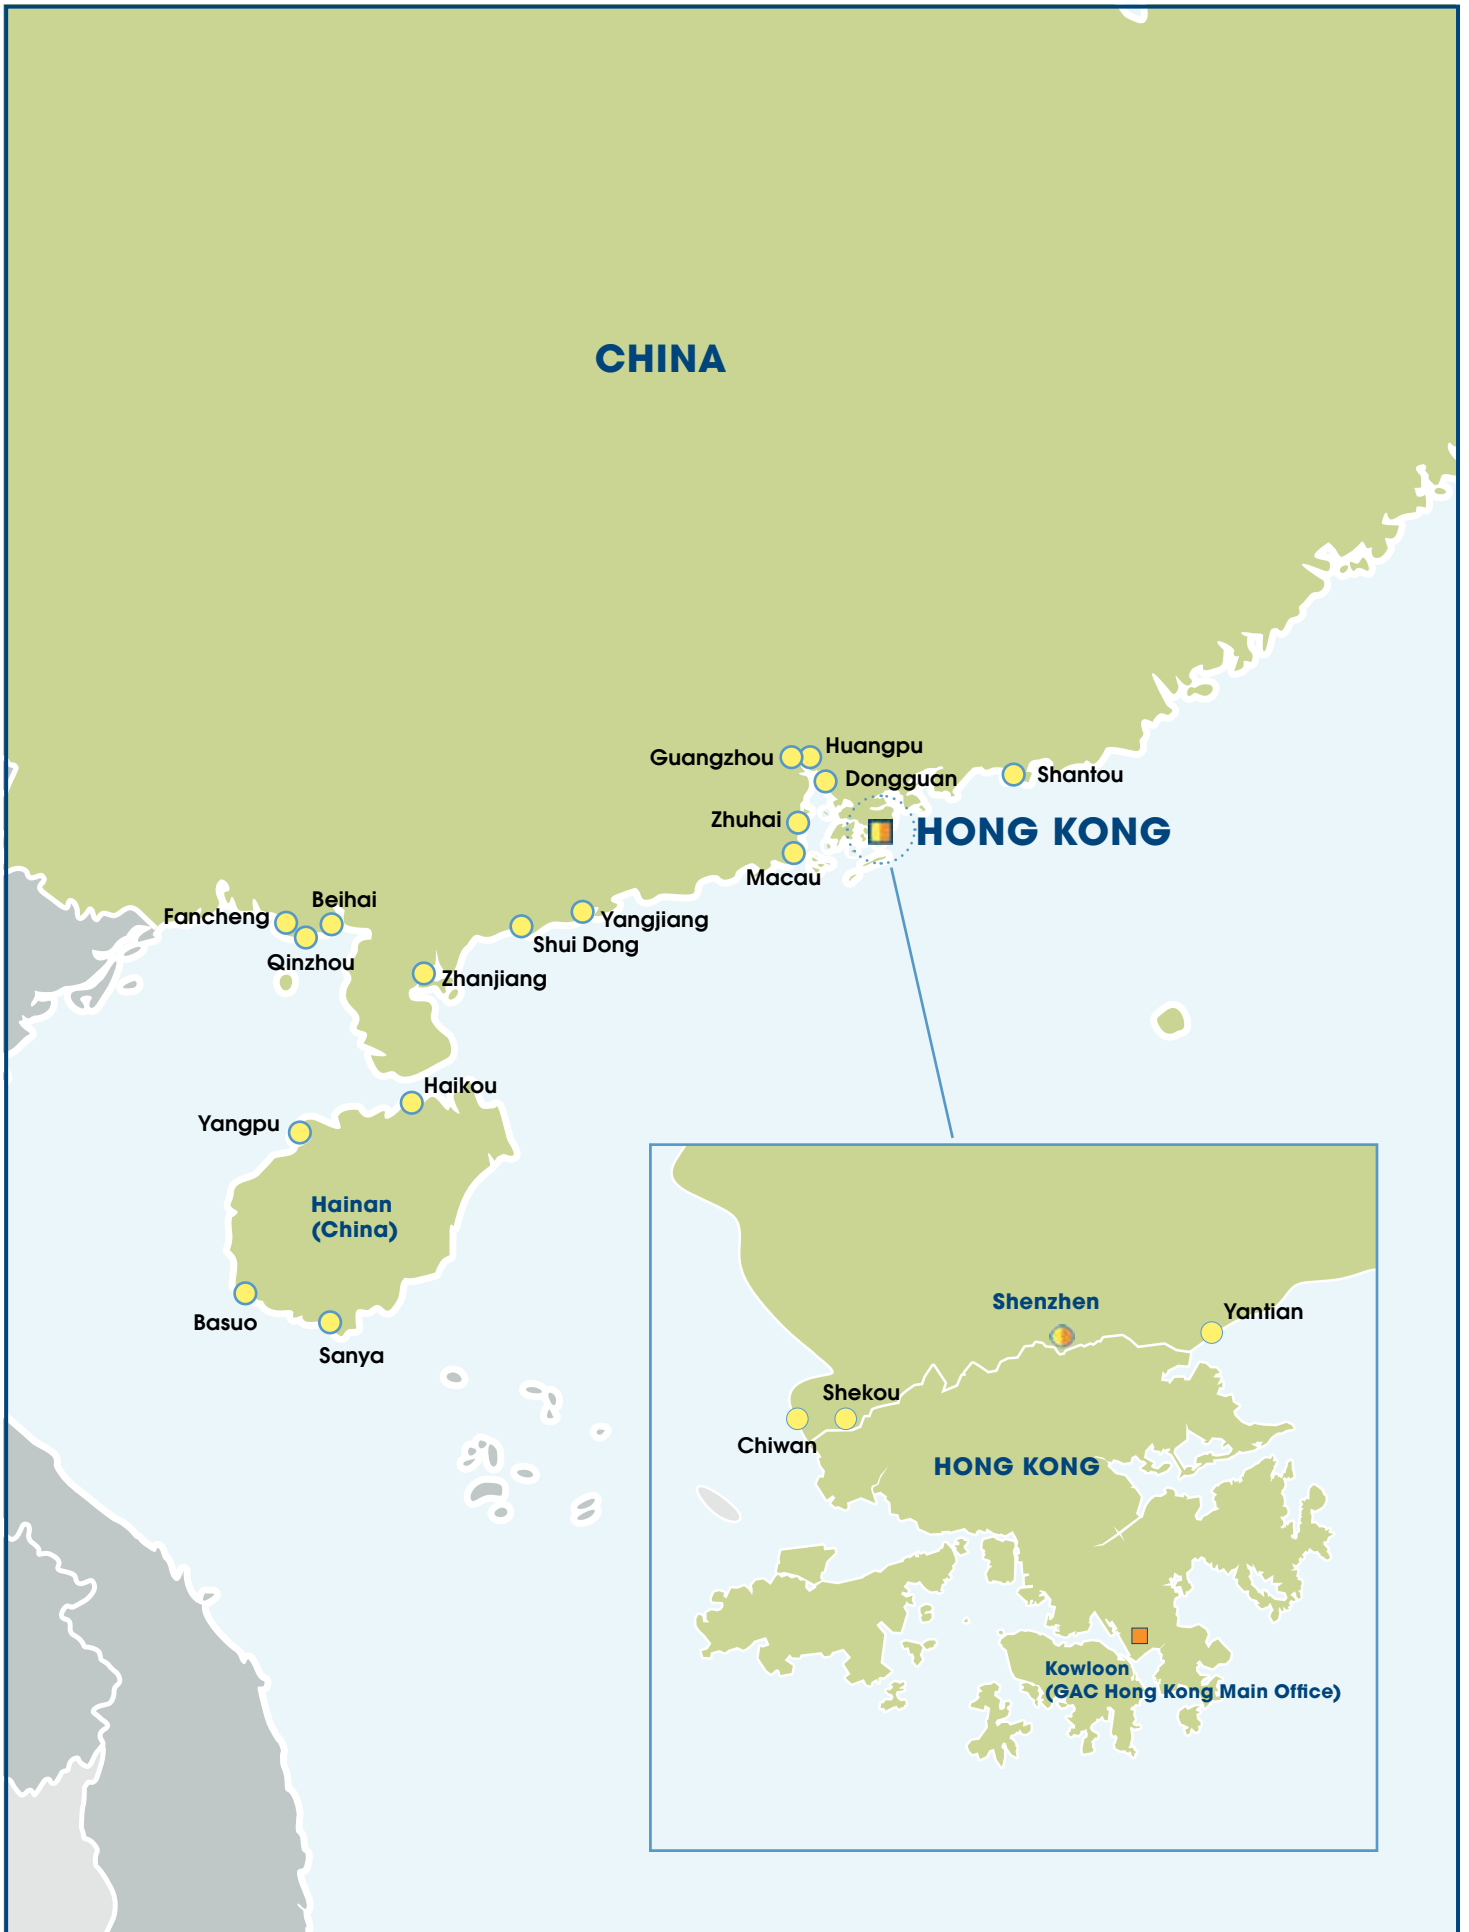 CHINA
Huangpu
Guangzhou
Dongguan
Shantou
Zhuhai
HONG KONG
Macau
Beihai
Fancheng
Yangjiang
Shui Dong
Qinzhou
Zhanjiang
Haikou
Yangpu
Hainan
(China)
Basuo
Sanya
Shenzhen
Yantian
Shekou
Chiwan
HONG KONG
Kowloon
(GAC Hong Kong Main Office)